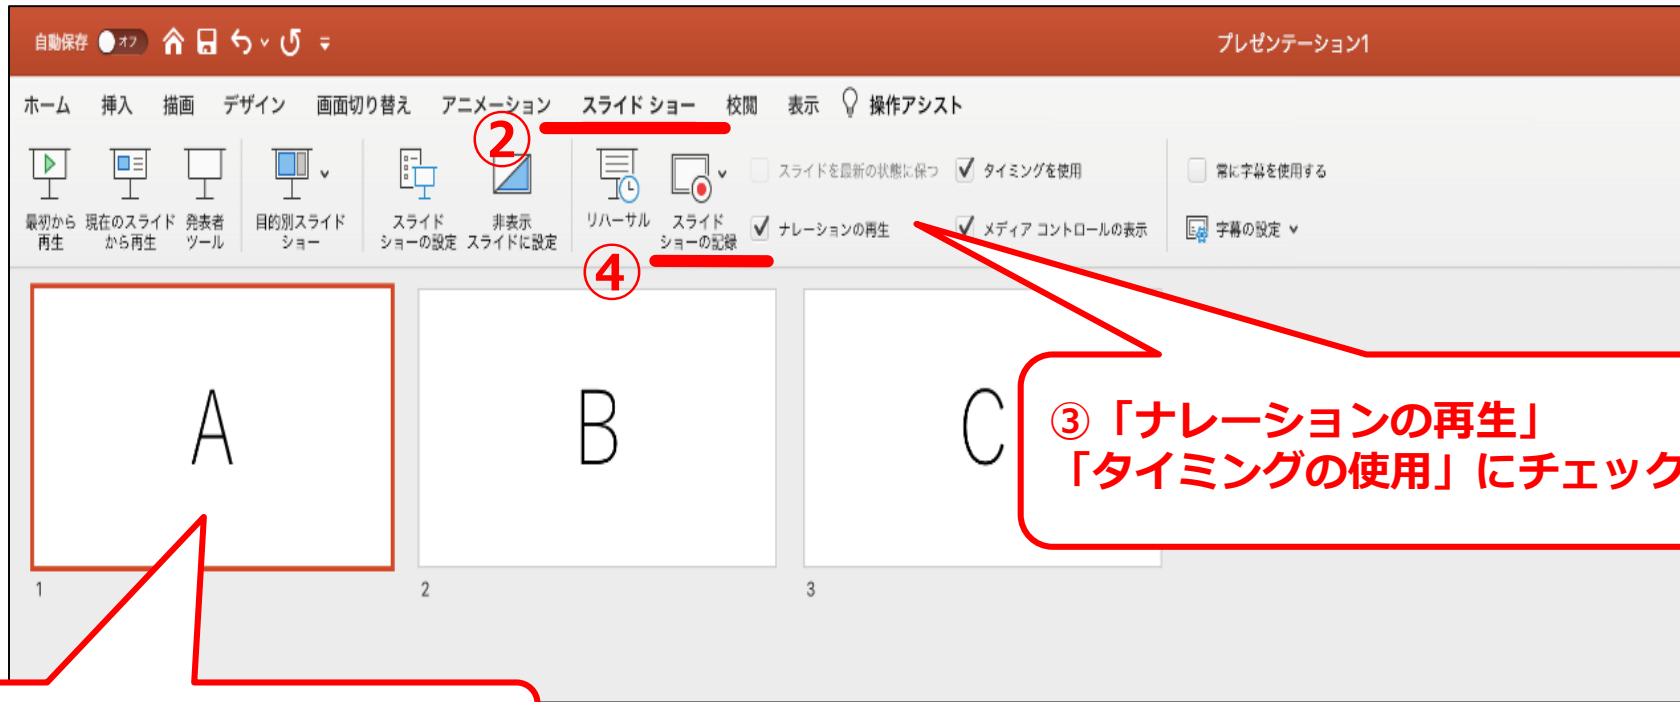 自動保存 オフ
プレゼンテーション1
ホーム 挿入 描画 デザイン 画面切り替え アニメーション スライド ショー 校閲 表示 操作アシスト
②
最初から
再生
現在のスライド
から再生
発表者
ツール
目的別スライド
ショー
スライド
ショーの設定
非表示
スライドに設定
リハーサル
スライド
ショーの記録
スライドを最新の状態に保つ
タイミングを使用
ナレーションの再生
メディア コントロールの表示
常に字幕を使用する
字幕の設定
④
A
B
C
③「ナレーションの再生」
「タイミングの使用」にチェック
1
2
3